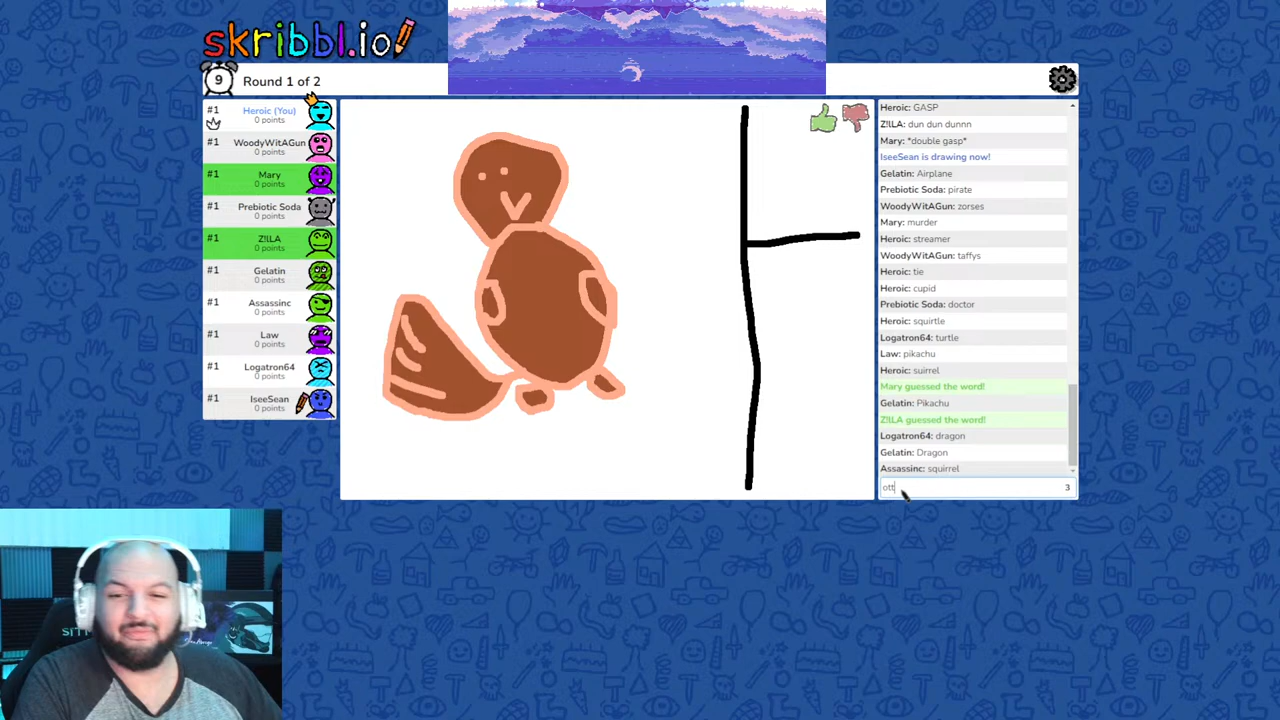 skribbl.io
9
Round 1 of 2
#1
Heroic (You)
0 points
#1
WoodyWitAGun
0 points
#1
Mary
0 points
#1
Prebiotic Soda
0 points
#1
Z!LLA
0 points
#1
Gelatin
0 points
#1
Assassinc
0 points
#1
Law
0 points
#1
Logatron64
0 points
#1
IseeSean
0 points
Heroic: GASP
Z!LLA: dun dun dunnn
Mary: *double gasp*
IseeSean is drawing now!
Gelatin: Airplane
Prebiotic Soda: pirate
WoodyWitAGun: zorses
Mary: murder
Heroic: streamer
WoodyWitAGun: taffys
Heroic: tie
Heroic: cupid
Prebiotic Soda: doctor
Heroic: squirtle
Logatron64: turtle
Law: pikachu
Heroic: suirrel
Mary guessed the word!
Gelatin: Pikachu
Z!LLA guessed the word!
Logatron64: dragon
Gelatin: Dragon
Assassinc: squirrel
ott 3